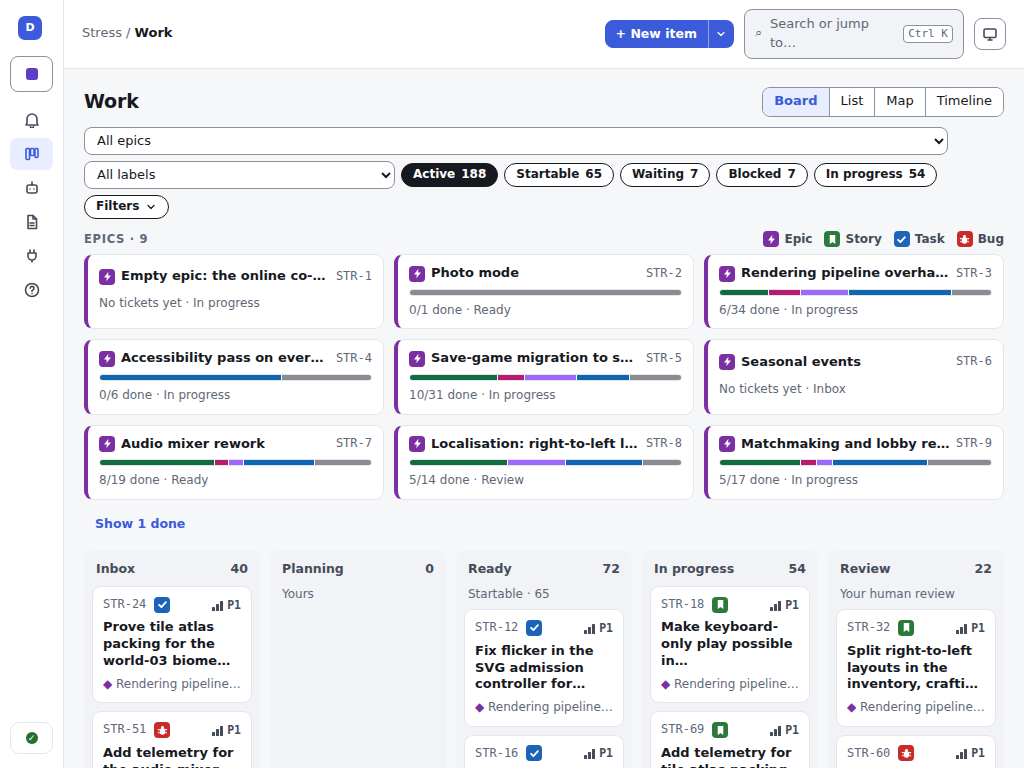 D
Stress / Work
+ New item
Search or jump to…
Ctrl K
Work
Board
List
Map
Timeline
All epics
All labels
Active 188
Startable 65
Waiting 7
Blocked 7
In progress 54
Filters
EPICS · 9
Epic
Story
Task
Bug
Empty epic: the online co-… STR-1
No tickets yet · In progress
Photo mode STR-2
0/1 done · Ready
Rendering pipeline overha… STR-3
6/34 done · In progress
Accessibility pass on ever… STR-4
0/6 done · In progress
Save-game migration to s… STR-5
10/31 done · In progress
Seasonal events STR-6
No tickets yet · Inbox
Audio mixer rework STR-7
8/19 done · Ready
Localisation: right-to-left l… STR-8
5/14 done · Review
Matchmaking and lobby re… STR-9
5/17 done · In progress
Show 1 done
Inbox 40
STR-24 P1
Prove tile atlas
packing for the
world-03 biome…
Rendering pipeline…
STR-51 P1
Add telemetry for
the audio mixer
Planning 0
Yours
Ready 72
Startable · 65
STR-12 P1
Fix flicker in the
SVG admission
controller for…
Rendering pipeline…
STR-16 P1
In progress 54
STR-18 P1
Make keyboard-
only play possible
in…
Rendering pipeline…
STR-69 P1
Add telemetry for
tile atlas packing
Review 22
Your human review
STR-32 P1
Split right-to-left
layouts in the
inventory, crafti…
Rendering pipeline…
STR-60 P1